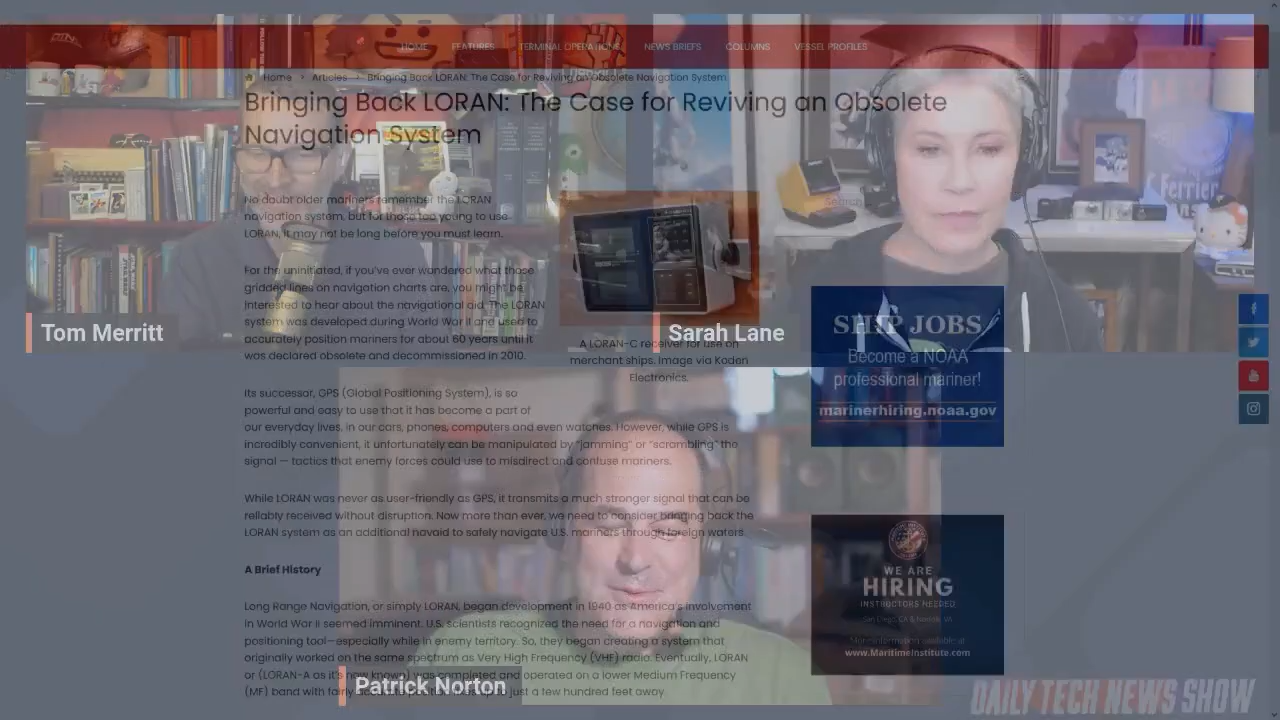 HOME FEATURES TERMINAL OPERATIONS NEWS BRIEFS COLUMNS VESSEL PROFILES
Home > Articles > Bringing Back LORAN: The Case for Reviving an Obsolete Navigation System
Bringing Back LORAN: The Case for Reviving an Obsolete
Navigation System
No doubt older mariners remember the LORAN
navigation system, but for those too young to use
LORAN, it may not be long before you must learn.
For the uninitiated, if you've ever wondered what those
gridded lines on navigation charts are, you might be
interested to hear about the navigational aid. The LORAN
system was developed during World War II and used to
accurately position mariners for about 60 years until it
was declared obsolete and decommissioned in 2010.
Its successor, GPS (Global Positioning System), is so
powerful and easy to use that it has become a part of
our everyday lives, in our cars, phones, computers and even watches. However, while GPS is
incredibly convenient, it unfortunately can be manipulated by "jamming" or "scrambling" the
signal — tactics that enemy forces could use to misdirect and confuse mariners.
While LORAN was never as user-friendly as GPS, it transmits a much stronger signal that can be
reliably received without disruption. Now more than ever, we need to consider bringing back the
LORAN system as an additional navaid to safely navigate U.S. mariners through foreign waters.
A Brief History
Long Range Navigation, or simply LORAN, began development in 1940 as America's involvement
in World War II seemed imminent. U.S. scientists recognized the need for a navigation and
positioning tool—especially while in enemy territory. So, they began creating a system that
originally worked on the same spectrum as Very High Frequency (VHF) radio. Eventually, LORAN
or (LORAN-A as it's now known) was completed and operated on a lower Medium Frequency
(MF) band with fairly just a few hundred feet away.
A LORAN-C receiver for use on
merchant ships. Image via Koden
Electronics.
Search
SHIP JOBS
Become a NOAA
professional mariner!
marinerhiring.noaa.gov
WE ARE
HIRING
INSTRUCTORS NEEDED
San Diego, CA & Norfolk, VA
More information available at
www.MaritimeInstitute.com
Ferrier
Tom Merritt
Sarah Lane
Patrick Norton
DAILY TECH NEWS SHOW